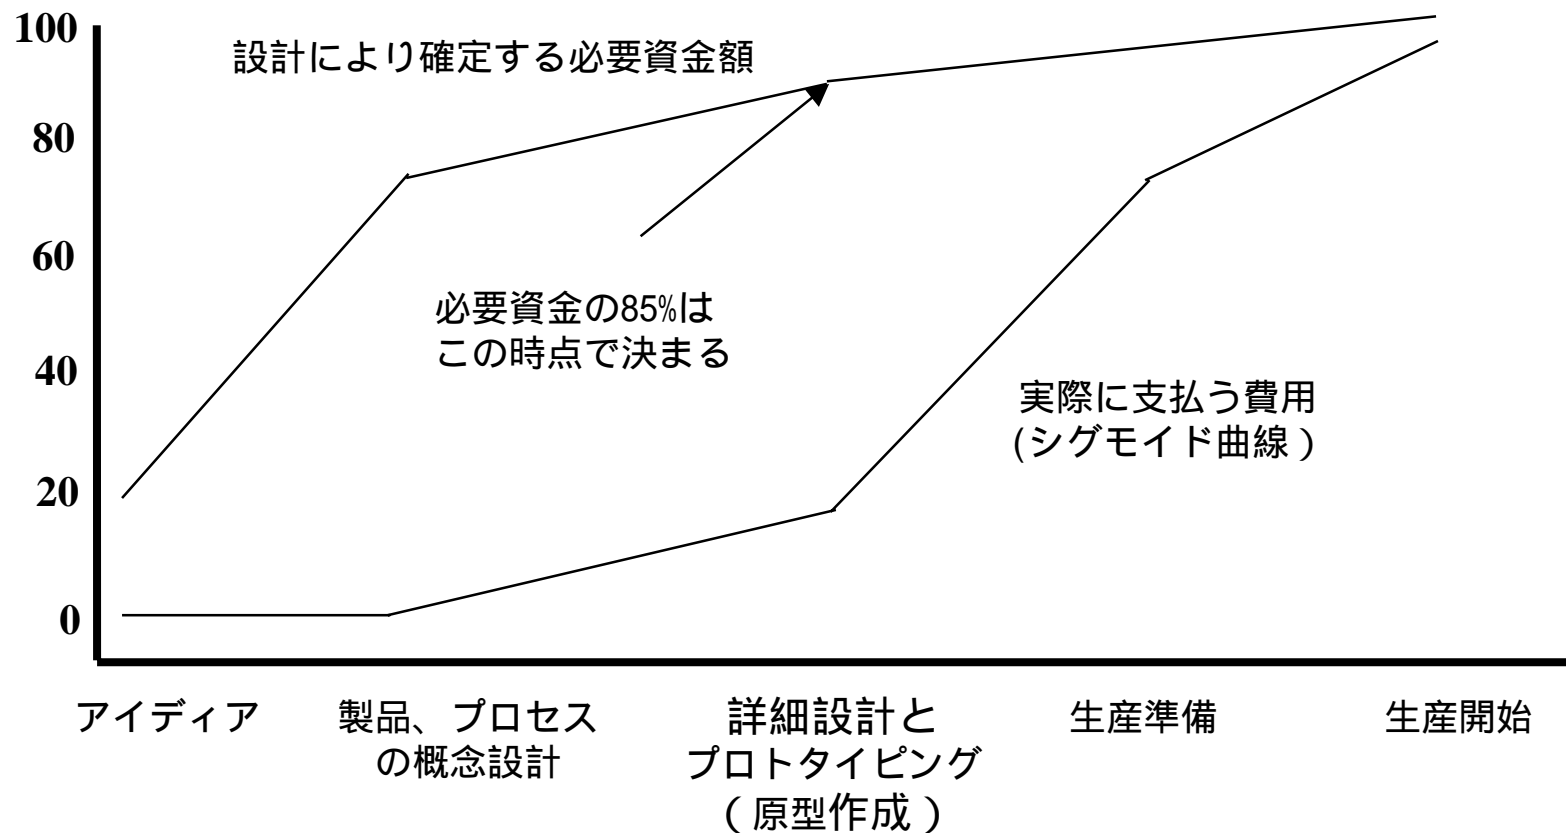 100
設計により確定する必要資金額
80
60
必要資金の85%は
この時点で決まる
40
実際に支払う費用
(シグモイド曲線)
20
0
アイディア
製品、プロセス
の概念設計
詳細設計と
プロトタイピング
(原型作成)
生産準備
生産開始